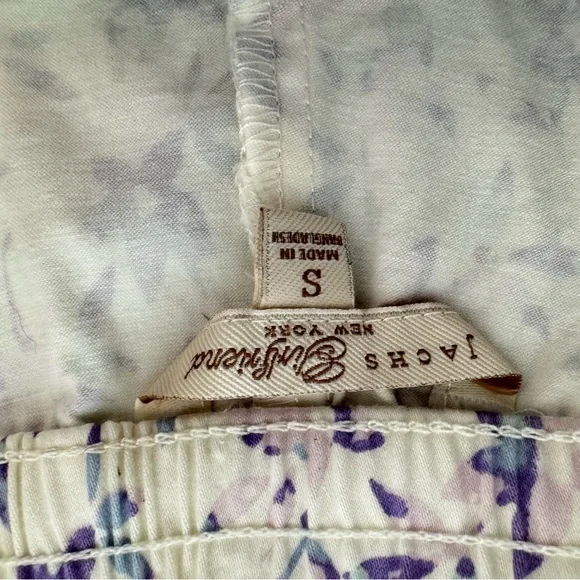 JACHS Girlfriend
NEW YORK
S
MADE IN
BANGLADESH